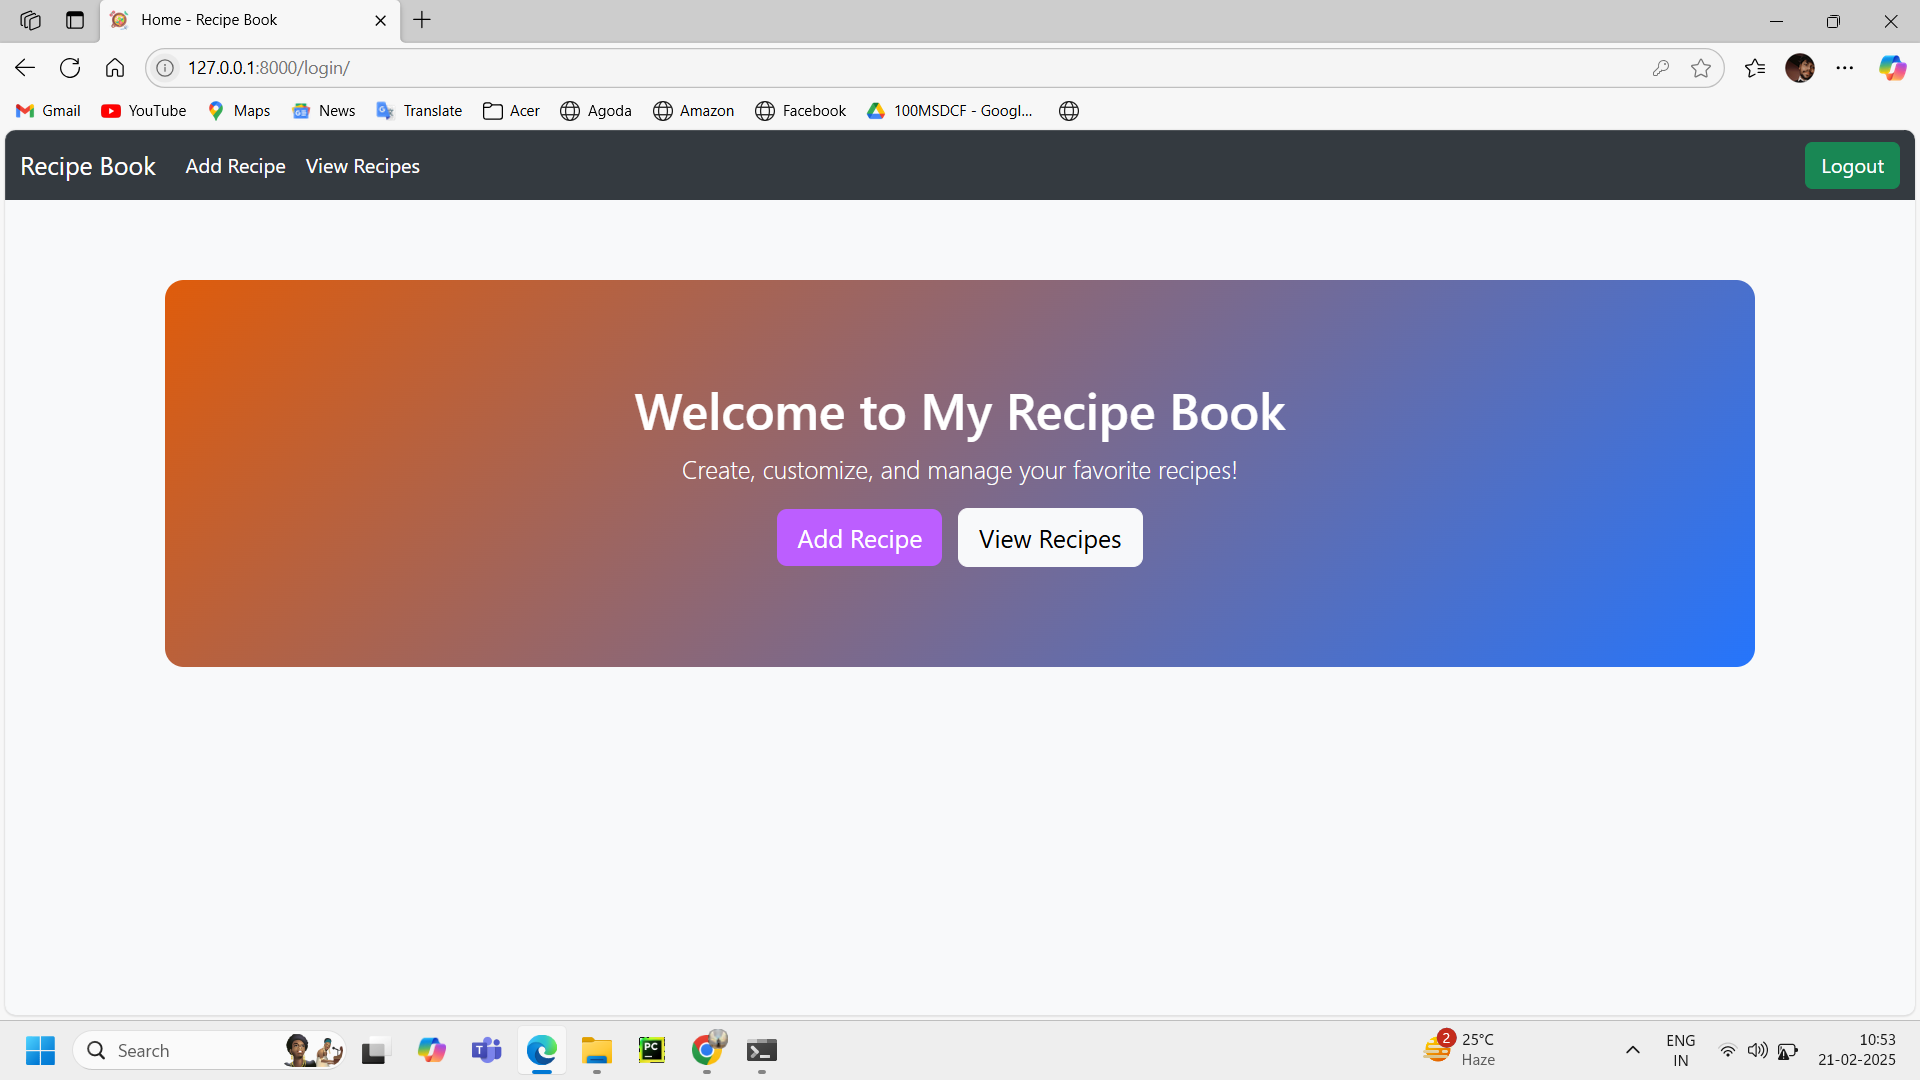 Home - Recipe Book
127.0.0.1:8000/login/
Gmail YouTube Maps News Translate Acer Agoda Amazon Facebook 100MSDCF - Googl...
Recipe Book Add Recipe View Recipes Logout
Welcome to My Recipe Book
Create, customize, and manage your favorite recipes!
Add Recipe View Recipes
Search
PC
2
25°C
Haze
ENG
IN
10:53
21-02-2025